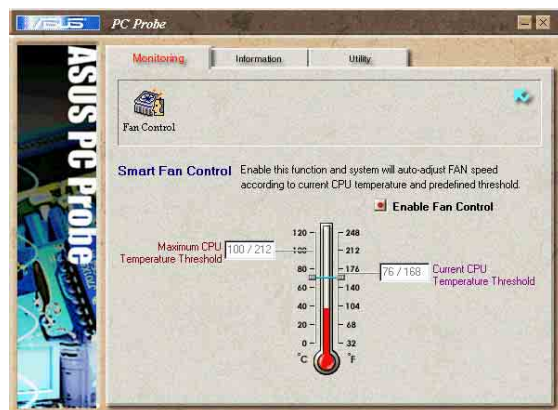 ASUS PC Probe
Monitoring Information Utility
ASUS PC Probe
Fan Control
Smart Fan Control Enable this function and system will auto-adjust FAN speed
according to current CPU temperature and predefined threshold.
Enable Fan Control
120 248
Maximum CPU
Temperature Threshold
100 / 212
100 212
80 176
76 / 168
Current CPU
Temperature Threshold
60 140
40 104
20 68
0 32
°C °F